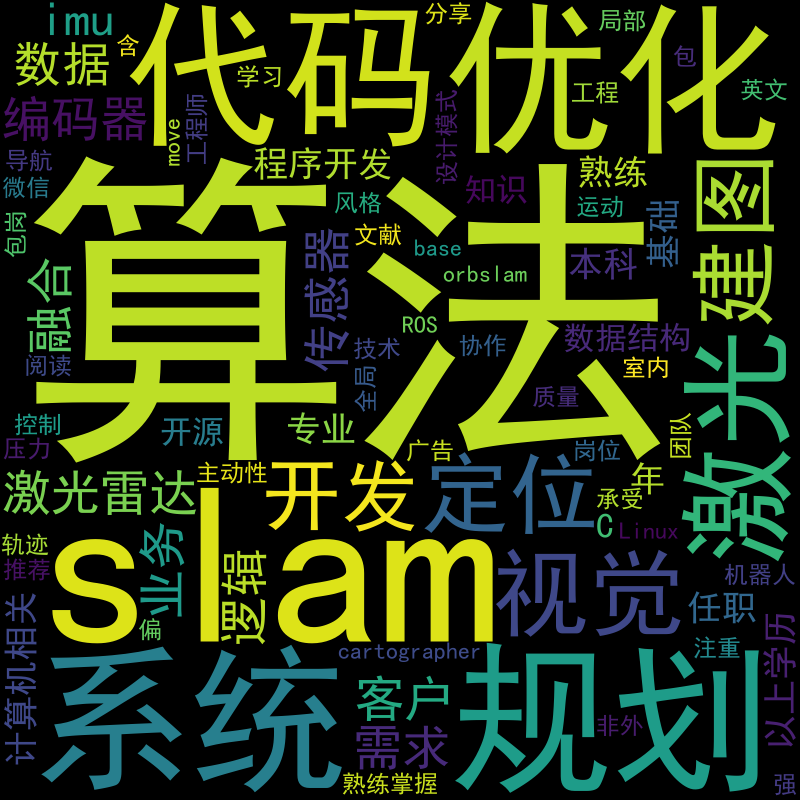 imu
代码优化
分享
局部
含
数据
学习
包
工程
英文
编码器
move
工程师
设计模式
导航
程序开发
熟练
建图
微信
知识
风格
运动
基础
包岗
算法
文献
传感器
base
本科
融合
orbslam
ROS
数据结构
协作
技术
阅读
全局
室内
激光
质量
控制
开源
专业
团队
压力
广告
岗位
主动性
年
激光雷达
开发
定位
承受
slam
C
Linux
轨迹
业务
逻辑
视觉
推荐
机器人
任职
偏
计算机相关
cartographer
注重
以上学历
系统
客户
规划
非外
需求
熟练掌握
强